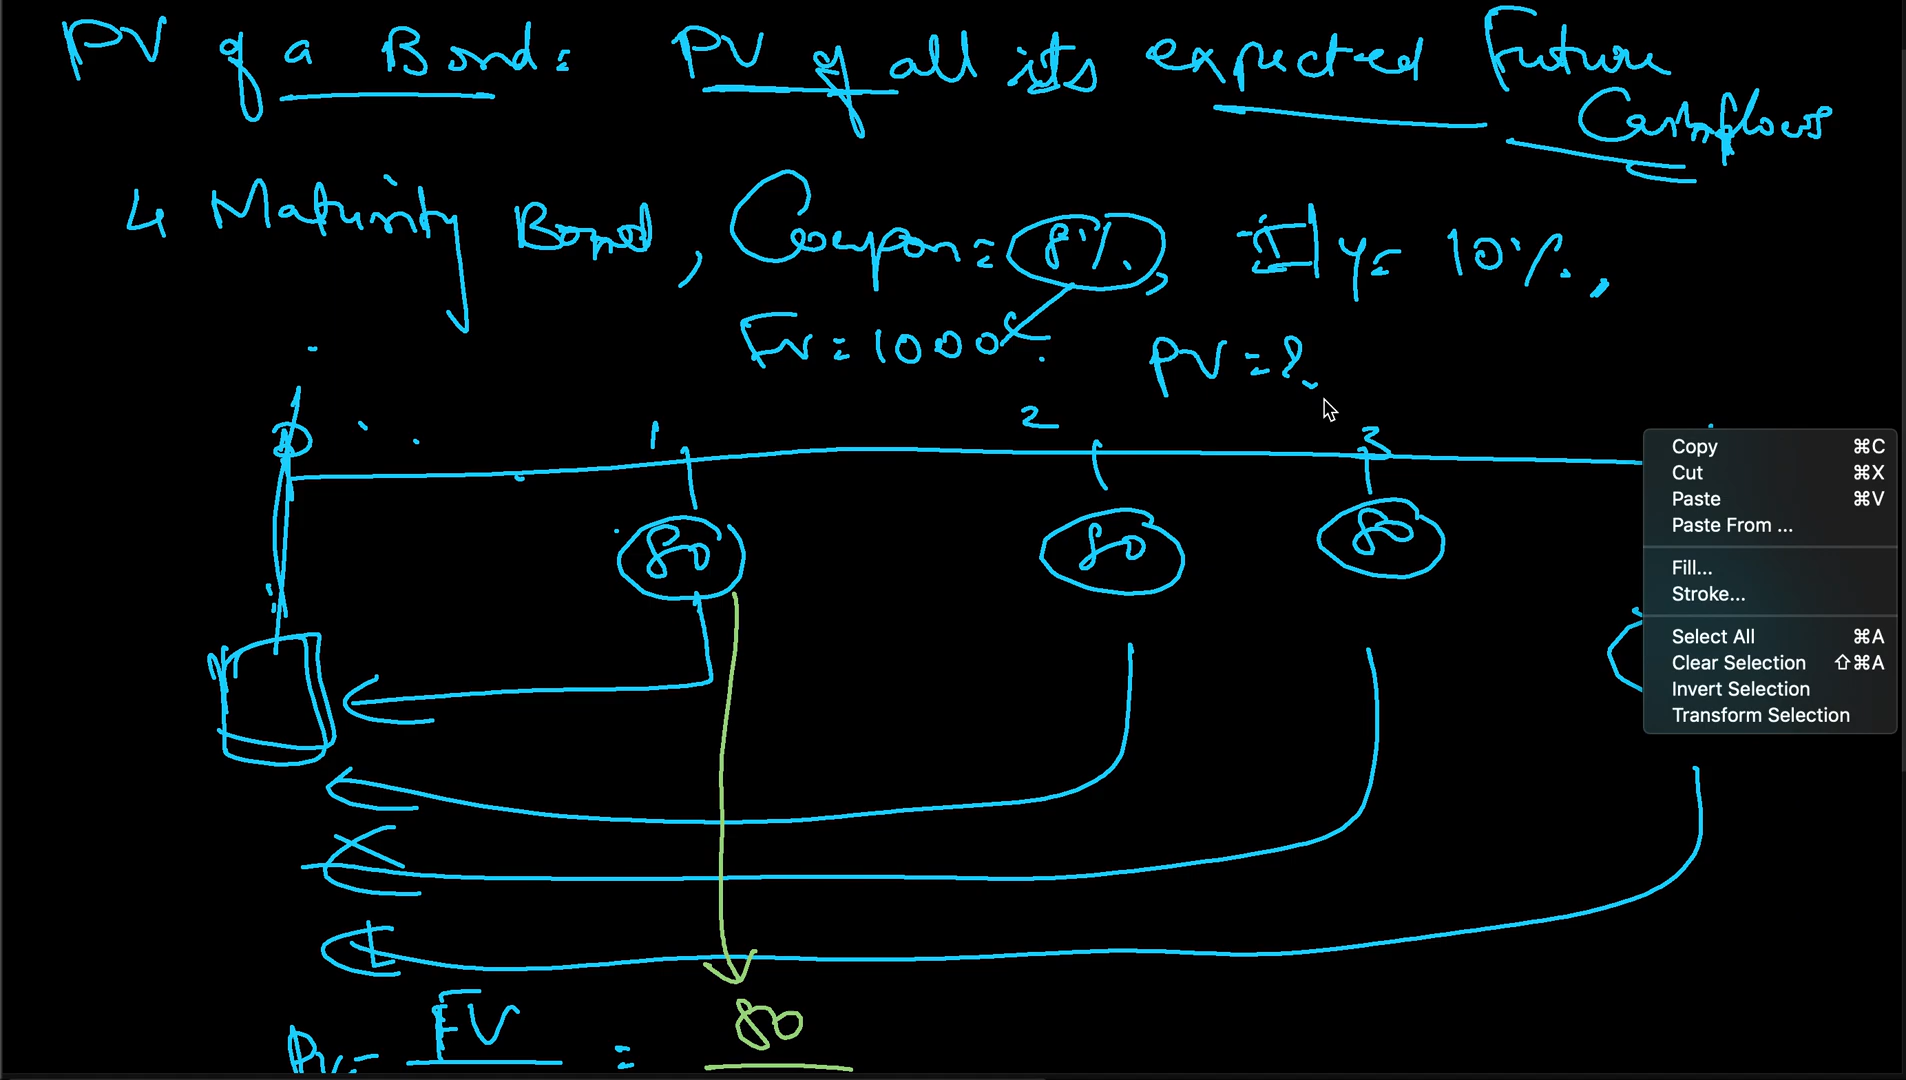 PV of a Bond: PV of all its expected Future
Cashflows
4 Maturity Bond, Coupon = 8%, I/Y = 10%,
FV = 1000. PV = ?
0 1 2 3
80 80 80
Copy ⌘C
Cut ⌘X
Paste ⌘V
Paste From ...
Fill...
Stroke...
Select All ⌘A
Clear Selection ⇧⌘A
Invert Selection
Transform Selection
PV = FV = 80